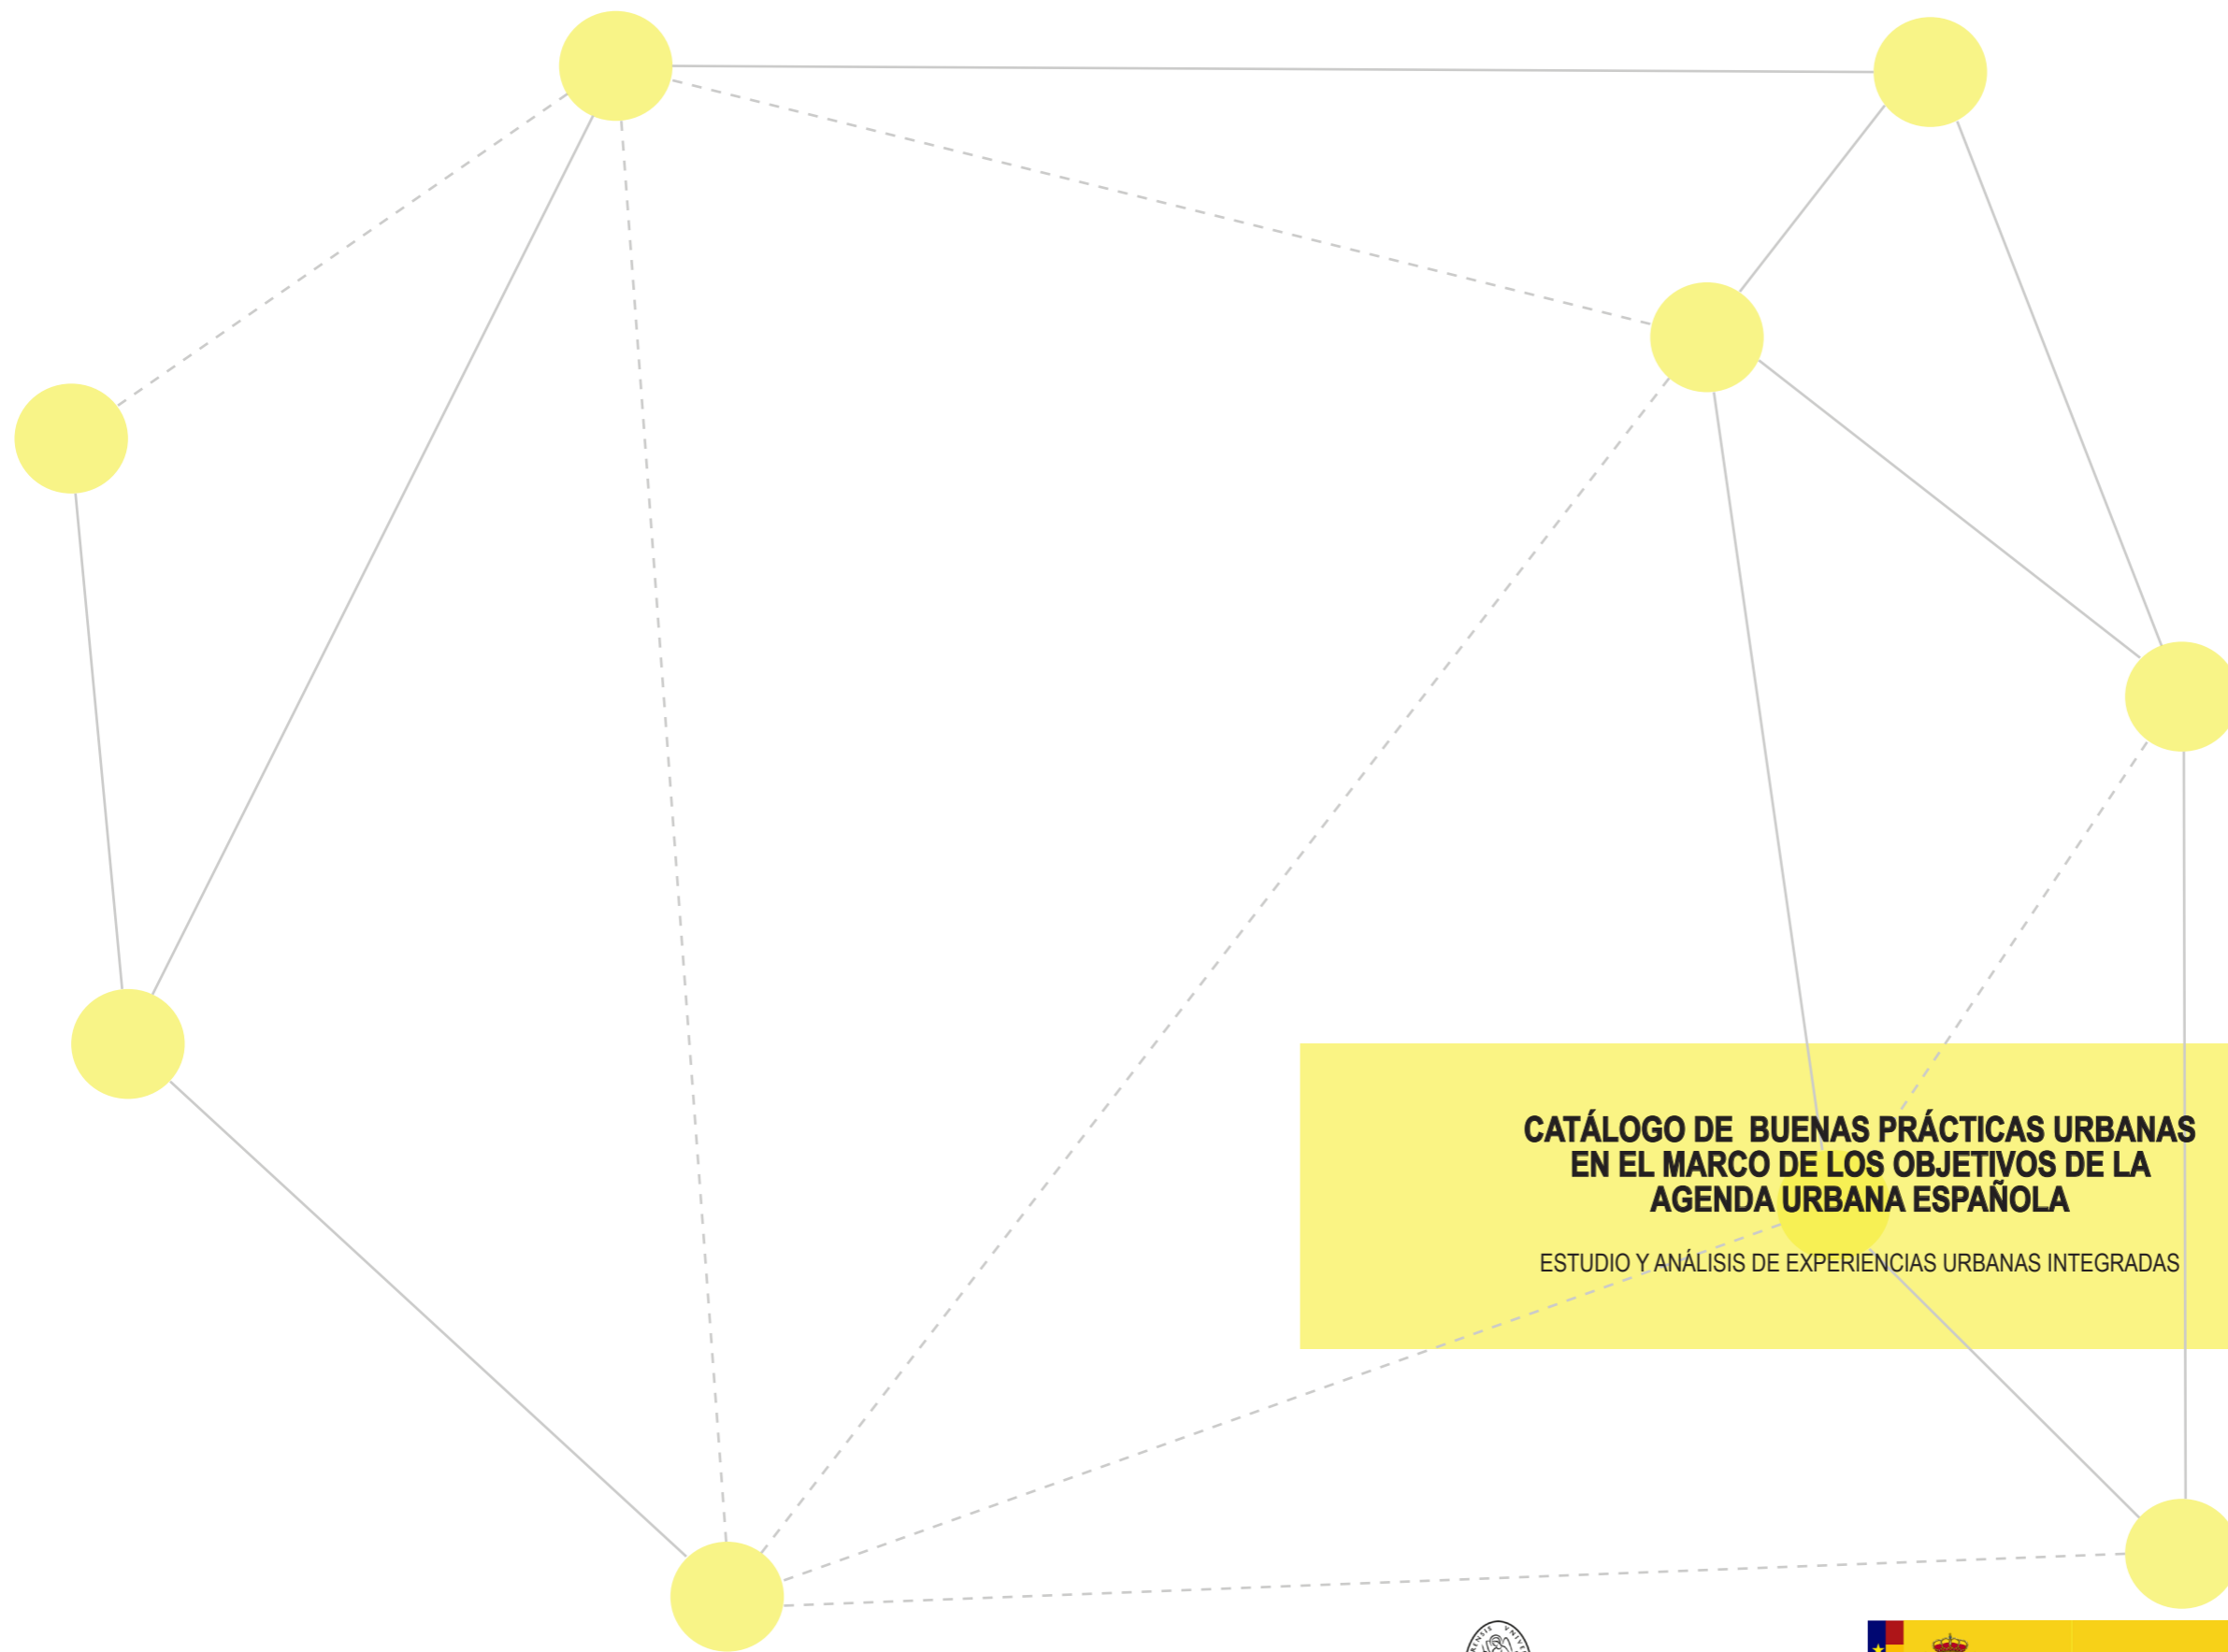 CATÁLOGO DE BUENAS PRÁCTICAS URBANAS
EN EL MARCO DE LOS OBJETIVOS DE LA
AGENDA URBANA ESPAÑOLA
ESTUDIO Y ANÁLISIS DE EXPERIENCIAS URBANAS INTEGRADAS